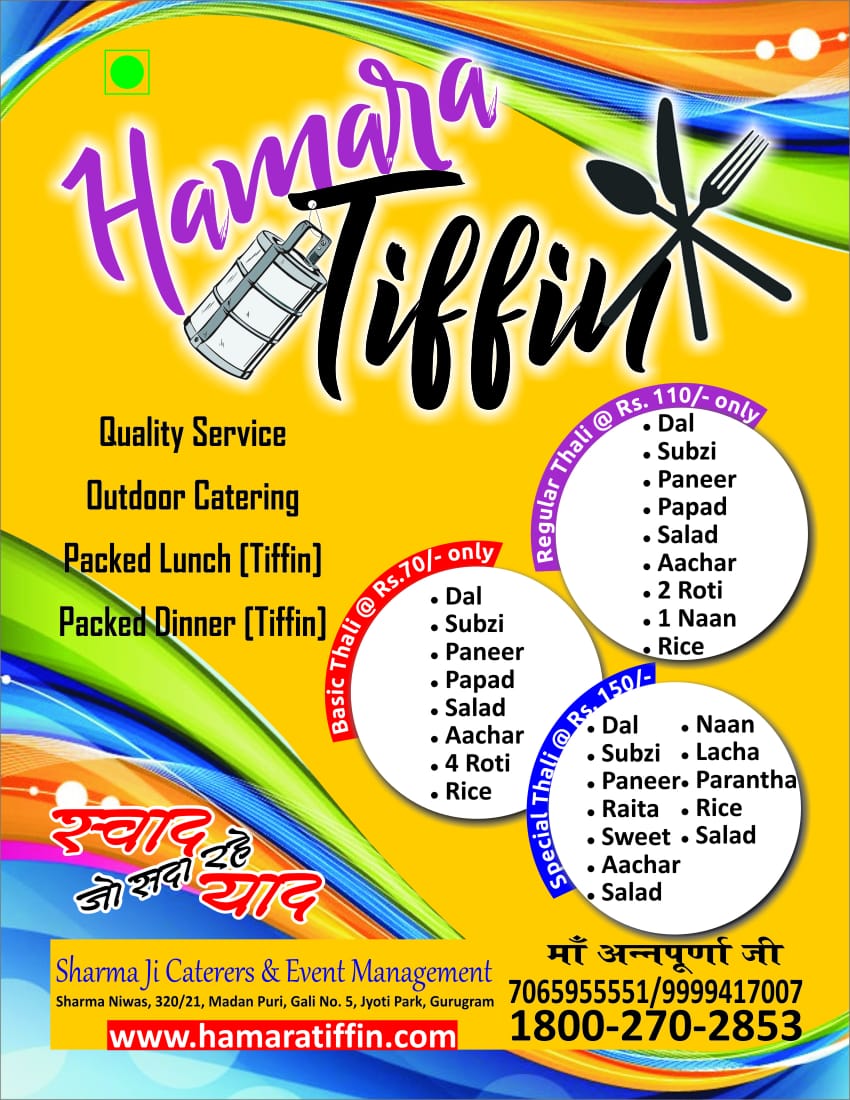 Hamara
Tiffin
Quality Service
Outdoor Catering
Packed Lunch [Tiffin]
Packed Dinner [Tiffin]
Regular Thali @ Rs. 110/- only
• Dal
• Subzi
• Paneer
• Papad
• Salad
• Aachar
• 2 Roti
• 1 Naan
• Rice
Basic Thali @ Rs.70/- only
• Dal
• Subzi
• Paneer
• Papad
• Salad
• Aachar
• 4 Roti
• Rice
Special Thali @ Rs. 150/-
• Dal
• Subzi
• Paneer
• Raita
• Sweet
• Aachar
• Salad
• Naan
• Lacha
• Parantha
• Rice
• Salad
स्वाद
जो सदा रहे
याद
Sharma Ji Caterers & Event Management
Sharma Niwas, 320/21, Madan Puri, Gali No. 5, Jyoti Park, Gurugram
www.hamaratiffin.com
माँ अन्नपूर्णा जी
7065955551/9999417007
1800-270-2853